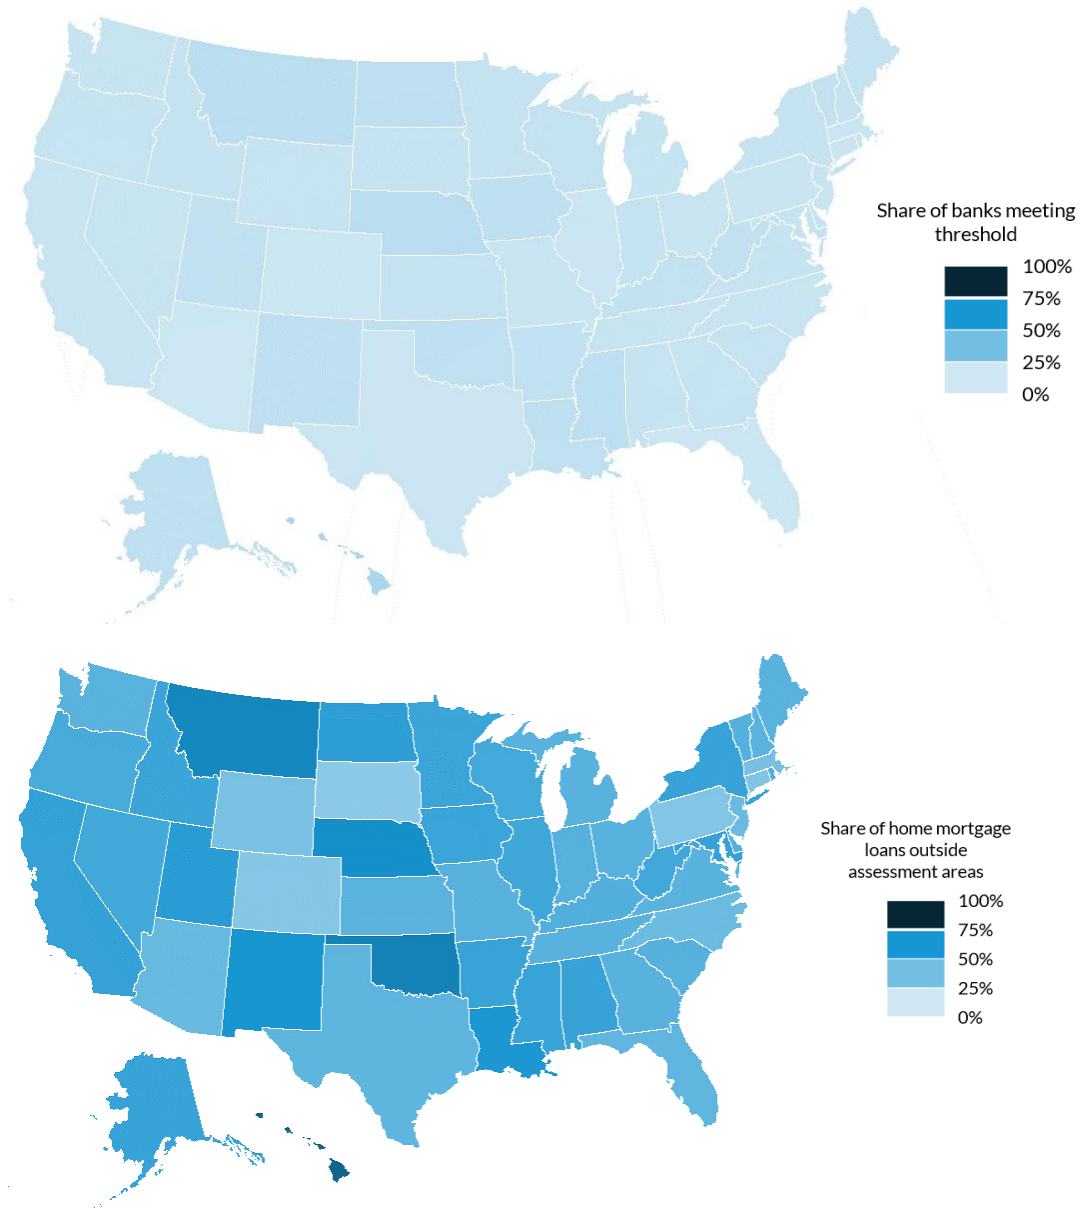 Share of banks meeting
threshold
100%
75%
50%
25%
0%
Share of home mortgage
loans outside
assessment areas
100%
75%
50%
25%
0%